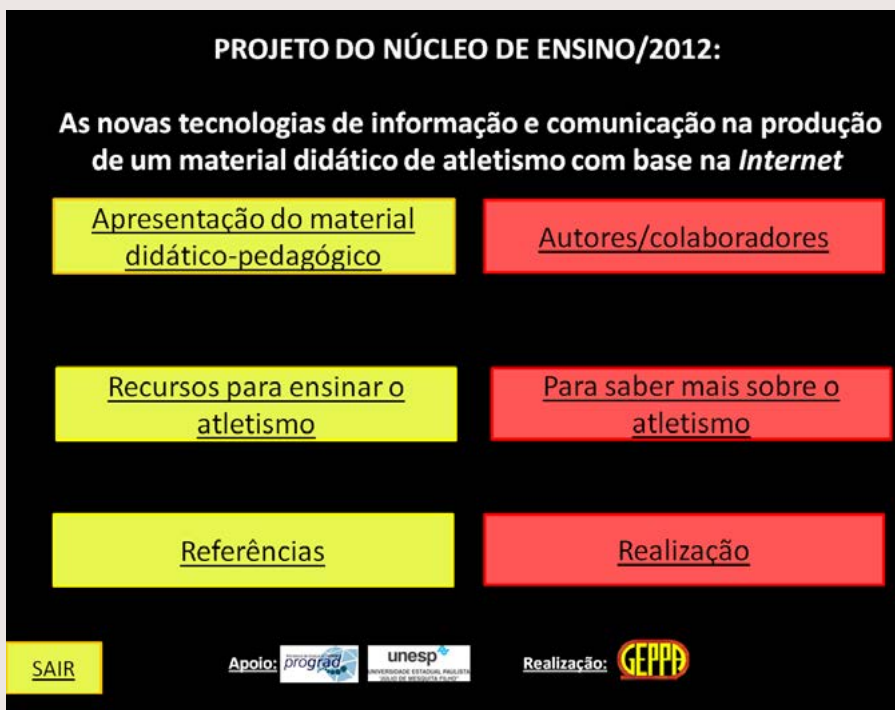 PROJETO DO NÚCLEO DE ENSINO/2012:
As novas tecnologias de informação e comunicação na produção
de um material didático de atletismo com base na Internet
Apresentação do material
didático-pedagógico
Autores/colaboradores
Recursos para ensinar o
atletismo
Para saber mais sobre o
atletismo
Referências
Realização
SAIR
Apoio:
prograd
unesp
UNIVERSIDADE ESTADUAL PAULISTA
"JÚLIO DE MESQUITA FILHO"
Realização:
GEPPA